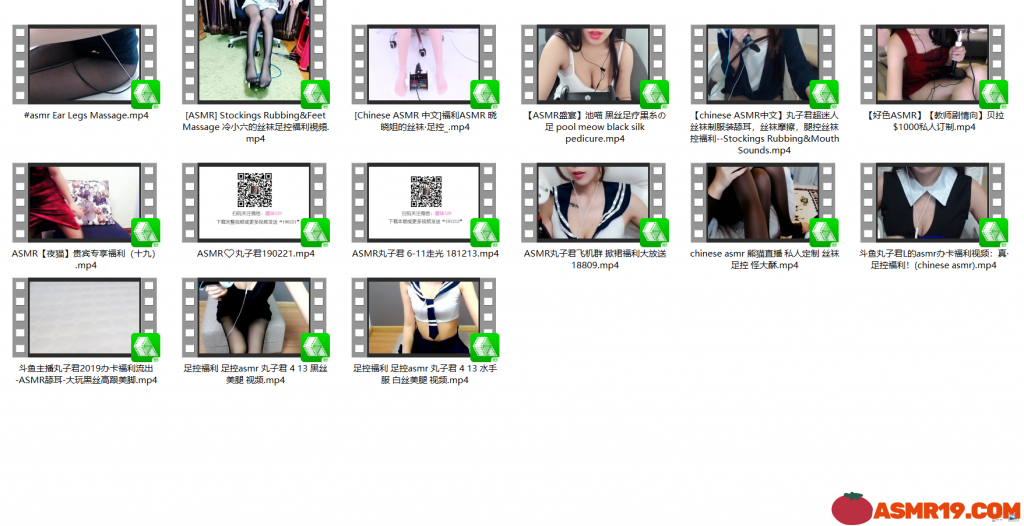 #asmr Ear Legs Massage.mp4
[ASMR] Stockings Rubbing&Feet
Massage 冷小六的丝袜足控福利视频.
mp4
[Chinese ASMR 中文]福利ASMR 晓
晓姐的丝袜·足控_.mp4
【ASMR盛宴】池喵 黑丝足疗黒糸の
足 pool meow black silk
pedicure.mp4
【chinese ASMR中文】丸子君超迷人
丝袜制服装舔耳，丝袜摩擦，腿控丝袜
控福利--Stockings Rubbing&Mouth
Sounds.mp4
【好色ASMR】【教师剧情向】贝拉
$1000私人订制.mp4
ASMR【夜猫】贵宾专享福利（十九）
.mp4
ASMR♡丸子君190221.mp4
ASMR丸子君 6-11走光 181213.mp4
ASMR丸子君飞机群 掀裙福利大放送
18809.mp4
chinese asmr 熊猫直播 私人定制 丝袜
足控 怪大酥.mp4
斗鱼丸子君L的asmr办卡福利视频：真·
足控福利！(chinese asmr).mp4
斗鱼主播丸子君2019办卡福利流出
-ASMR舔耳-大玩黑丝高跟美脚.mp4
足控福利 足控asmr 丸子君 4 13 黑丝
美腿 视频.mp4
足控福利 足控asmr 丸子君 4 13 水手
服 白丝美腿 视频.mp4
ASMR19.COM